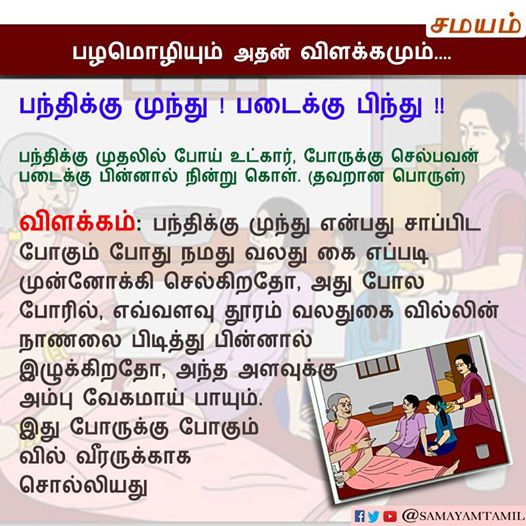 சமயம்
பழமொழியும் அதன் விளக்கமும்....
பந்திக்கு முந்து ! படைக்கு பிந்து !!
பந்திக்கு முதலில் போய் உட்கார், போருக்கு செல்பவன்
படைக்கு பின்னால் நின்று கொள். (தவறான பொருள்)
விளக்கம்: பந்திக்கு முந்து என்பது சாப்பிட
போகும் போது நமது வலது கை எப்படி
முன்னோக்கி செல்கிறதோ, அது போல
போரில், எவ்வளவு தூரம் வலதுகை வில்லின்
நாணலை பிடித்து பின்னால்
இழுக்கிறதோ, அந்த அளவுக்கு
அம்பு வேகமாய் பாயும்.
இது போருக்கு போகும்
வில் வீரருக்காக
சொல்லியது
@SAMAYAMTAMIL